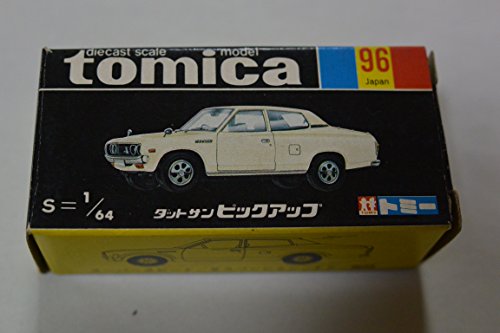 diecast scale model
tomica
96
Japan
S=1/64
ダットサン ピックアップ
TOMY
トミー